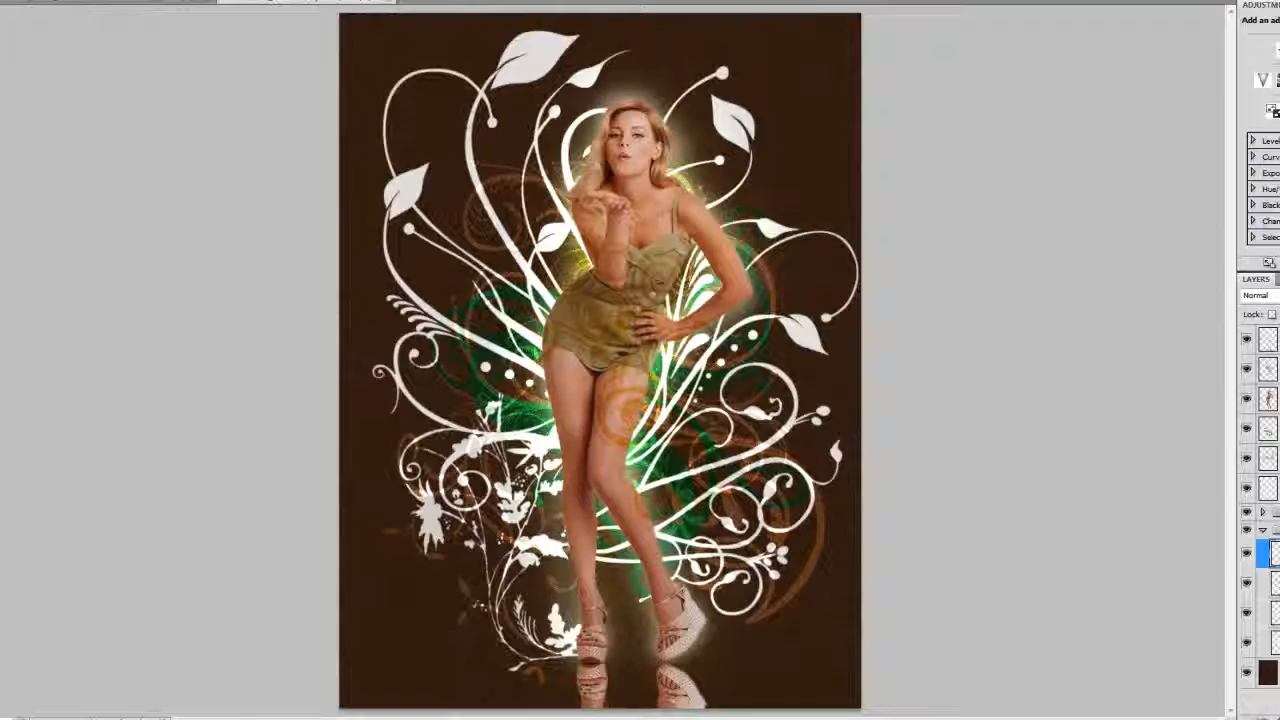 ADJUSTM
Add an ad
Level
Curv
Expo
Hue/
Black
Chan
Selec
LAYERS
Normal
Lock: